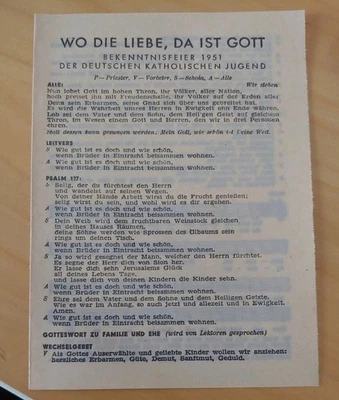 WO DIE LIEBE, DA IST GOTT
BEKENNTNISFEIER 1951
DER DEUTSCHEN KATHOLISCHEN JUGEND
P — Priester, V — Vorbeter, S — Schola, A — Alle
ALLE: Wir stehen
Nun lobet Gott im hohen Thron, ihr Völker, aller Nation,
hoch preiset ihn mit Freudenschalle, ihr Völker auf der Erden alle!
Denn sein Erbarmen, seine Gnad sich über uns gebreitet hat.
Es wird die Wahrheit unsres Herren in Ewigkeit ohn Ende währen.
Lob sei dem Vater und dem Sohn, dem Heilgen Geist auf gleichem
Thron, im Wesen einem Gott und Herren, den wir in drei Personen
ehren.
LEITVERS
S Wie gut ist es doch und wie schön,
wenn Brüder in Eintracht beisammen wohnen.
A Wie gut ist es doch und wie schön,
wenn Brüder in Eintracht beisammen wohnen.
PSALM 127:
S Selig, der du fürchtest den Herrn
und wandelst auf seinen Wegen.
Von deiner Hände Arbeit wirst du die Frucht genießen;
selig wirst du sein, und wohl wird es dir ergehen.
A Wie gut ist es doch und wie schön,
wenn Brüder in Eintracht beisammen wohnen.
S Dein Weib wird dem fruchtbaren Weinstock gleichen
in deines Hauses Räumen,
deine Söhne werden wie Sprossen des Ölbaums sein
rings um deinen Tisch.
A Wie gut ist es doch und wie schön,
wenn Brüder in Eintracht beisammen wohnen.
S Ja so wird gesegnet der Mann, welcher den Herrn fürchtet.
Es segne der Herr dich von Sion her.
Er lasse dich sehn Jerusalems Glück
all deines Lebens Tage,
und lasse dich von deinen Kindern die Kinder sehn.
A Wie gut ist es doch und wie schön,
wenn Brüder in Eintracht beisammen wohnen.
S Ehre sei dem Vater und dem Sohne und dem Heiligen Geiste.
Wie es war im Anfang, so auch jetzt und allezeit und in Ewigkeit.
Amen.
A Wie gut ist es doch und wie schön,
wenn Brüder in Eintracht beisammen wohnen.
GOTTESWORT ZU FAMILIE UND EHE (wird von Lektoren gesprochen)
WECHSELGEBET
V Als Gottes Auserwählte und geliebte Kinder wollen wir anziehen:
herzliches Erbarmen, Güte, Demut, Sanftmut, Geduld.